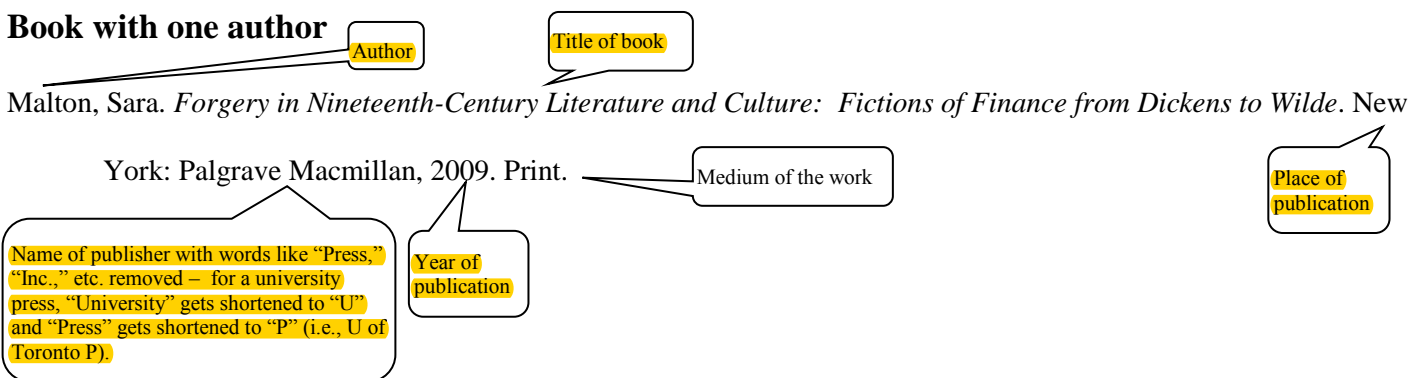 Book with one author
Author
Title of book
Malton, Sara. Forgery in Nineteenth-Century Literature and Culture:  Fictions of Finance from Dickens to Wilde. New
York: Palgrave Macmillan, 2009. Print.
Medium of the work
Place of
publication
Name of publisher with words like “Press,”
“Inc.,” etc. removed –  for a university
press, “University” gets shortened to “U”
and “Press” gets shortened to “P” (i.e., U of
Toronto P).
Year of
publication